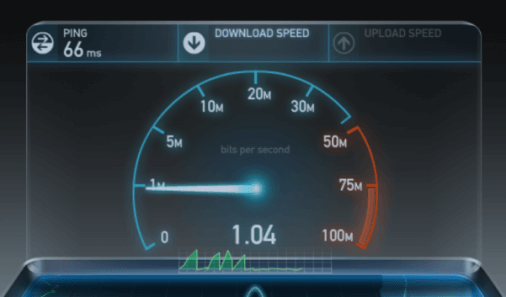 PING
66 ms
DOWNLOAD SPEED
UPLOAD SPEED
20M
10M
30M
5M
50M
bits per second
1M
75M
0
1.04
100M